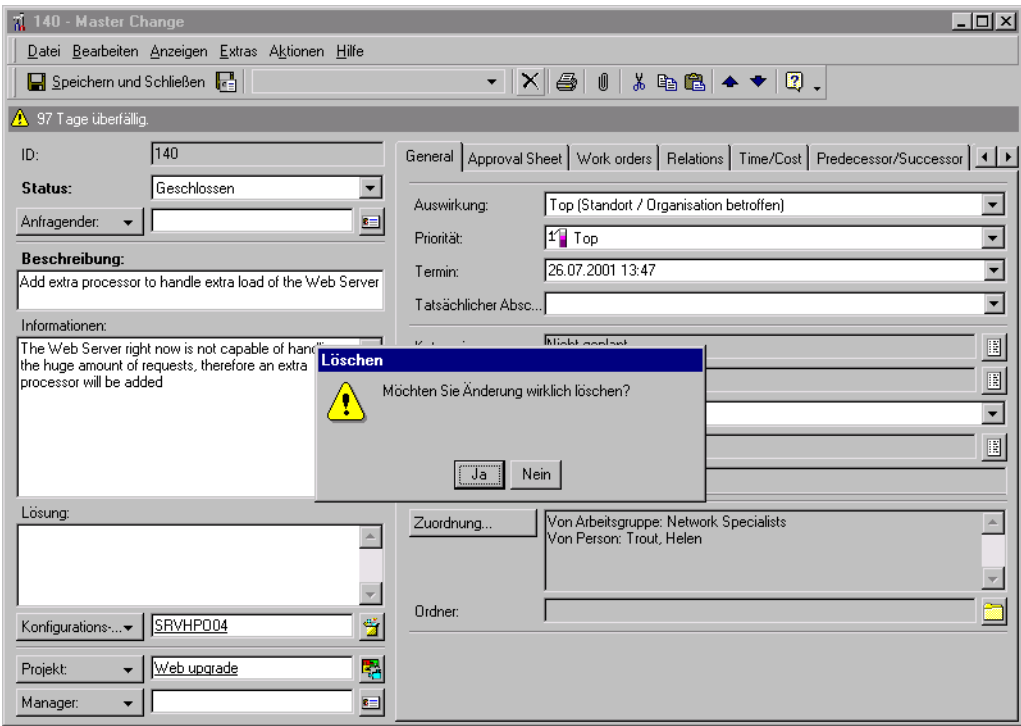 140 - Master Change
Datei Bearbeiten Anzeigen Extras Aktionen Hilfe
Speichern und Schließen
97 Tage überfällig.
ID:
140
Status:
Geschlossen
Anfragender:
Beschreibung:
Add extra processor to handle extra load of the Web Server
Informationen:
The Web Server right now is not capable of
the huge amount of requests, therefore an extra
processor will be added
Lösung:
Konfigurations-...
SRVHP004
Projekt:
Web upgrade
Manager:
General Approval Sheet Work orders Relations Time/Cost Predecessor/Successor
Auswirkung:
Top (Standort / Organisation betroffen)
Priorität:
1 Top
Termin:
26.07.2001 13:47
Tatsächlicher Absc...
Nicht geplant
Löschen
Möchten Sie Änderung wirklich löschen?
Ja
Nein
Zuordnung...
Von Arbeitsgruppe: Network Specialists
Von Person: Trout, Helen
Ordner: